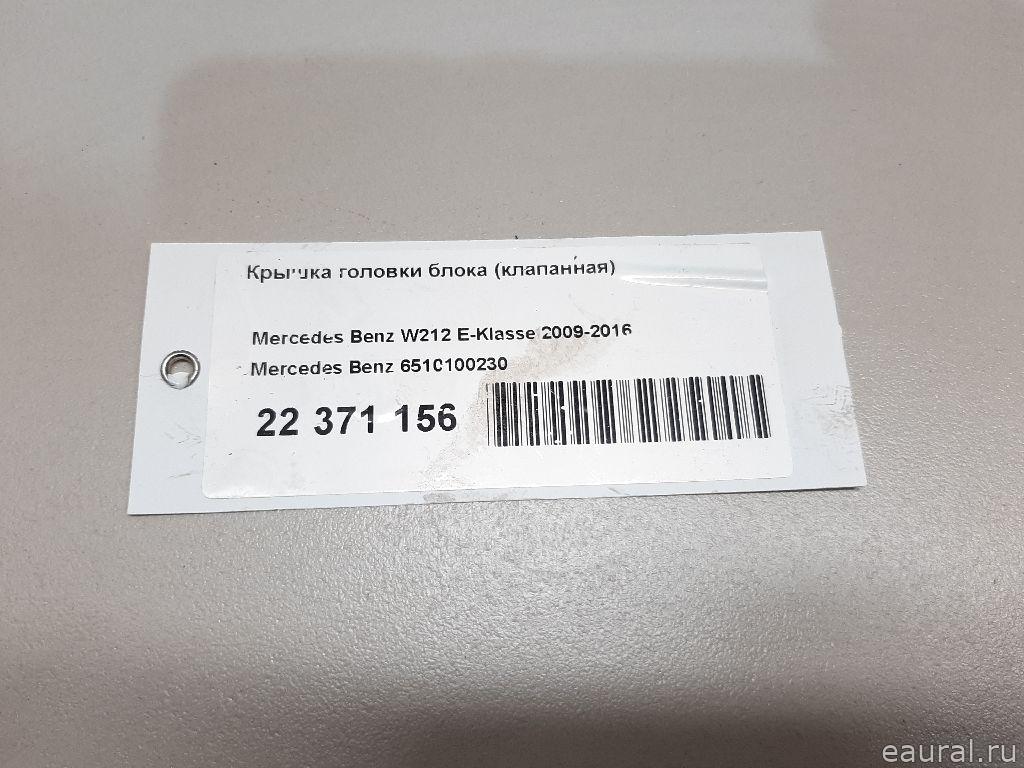 Крышка головки блока (клапанная)
Mercedes Benz W212 E-Klasse 2009-2016
Mercedes Benz 6510100230
22 371 156
eaural.ru